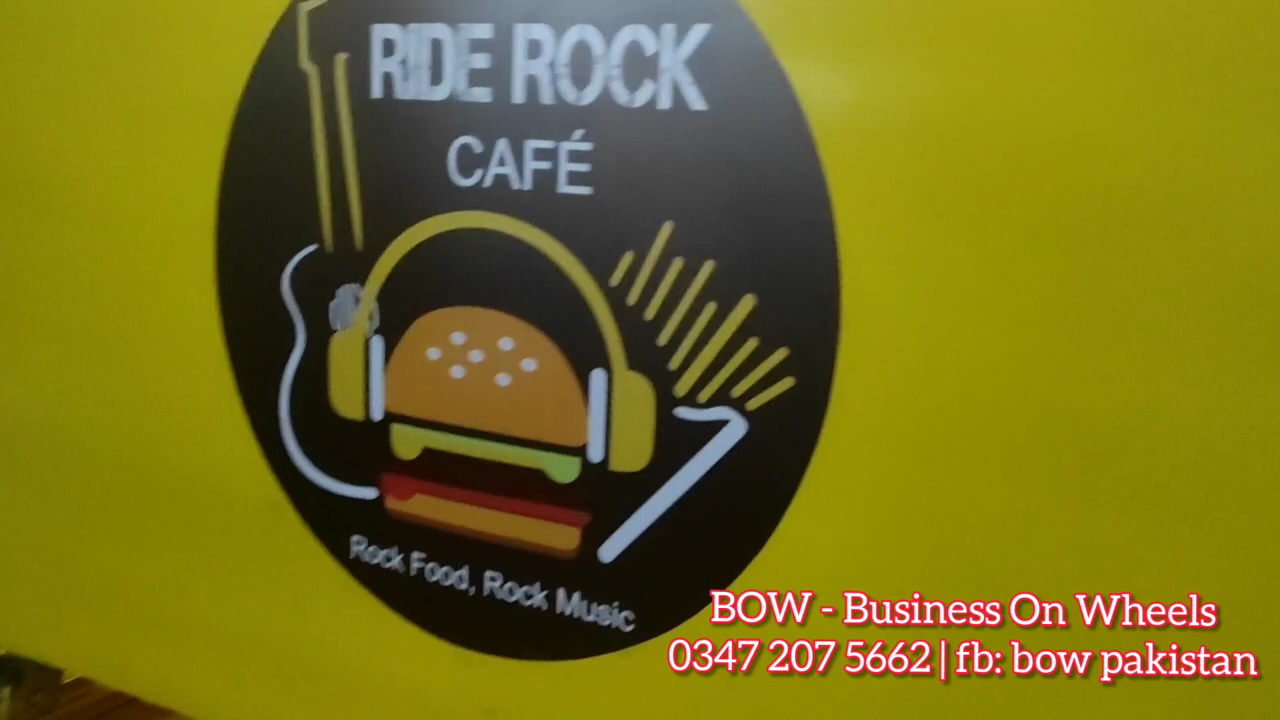 RIDE ROCK
CAFÉ
Rock Food, Rock Music
BOW - Business On Wheels
0347 207 5662 | fb: bow pakistan